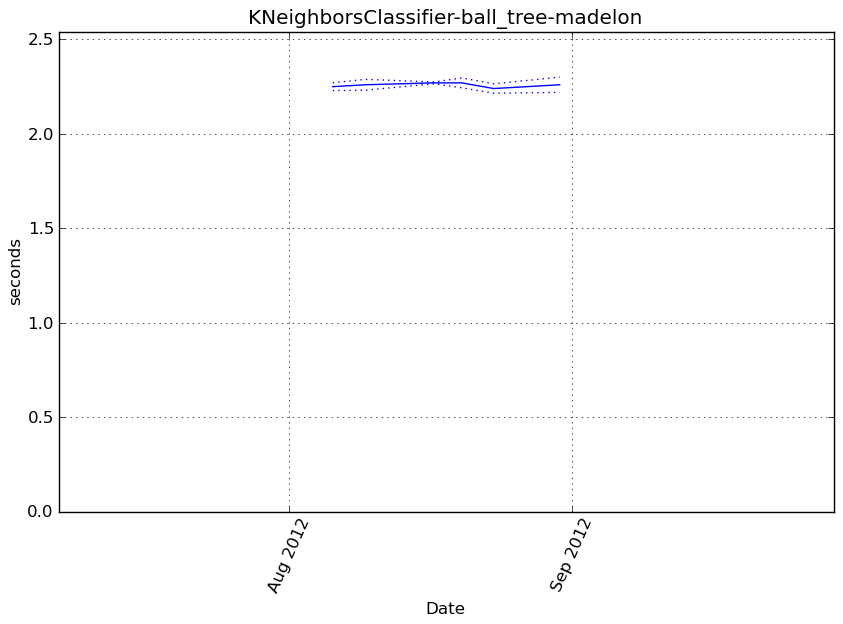 KNeighborsClassifier-ball_tree-madelon
2.5
2.0
1.5
1.0
0.5
0.0
seconds
Aug 2012
Sep 2012
Date